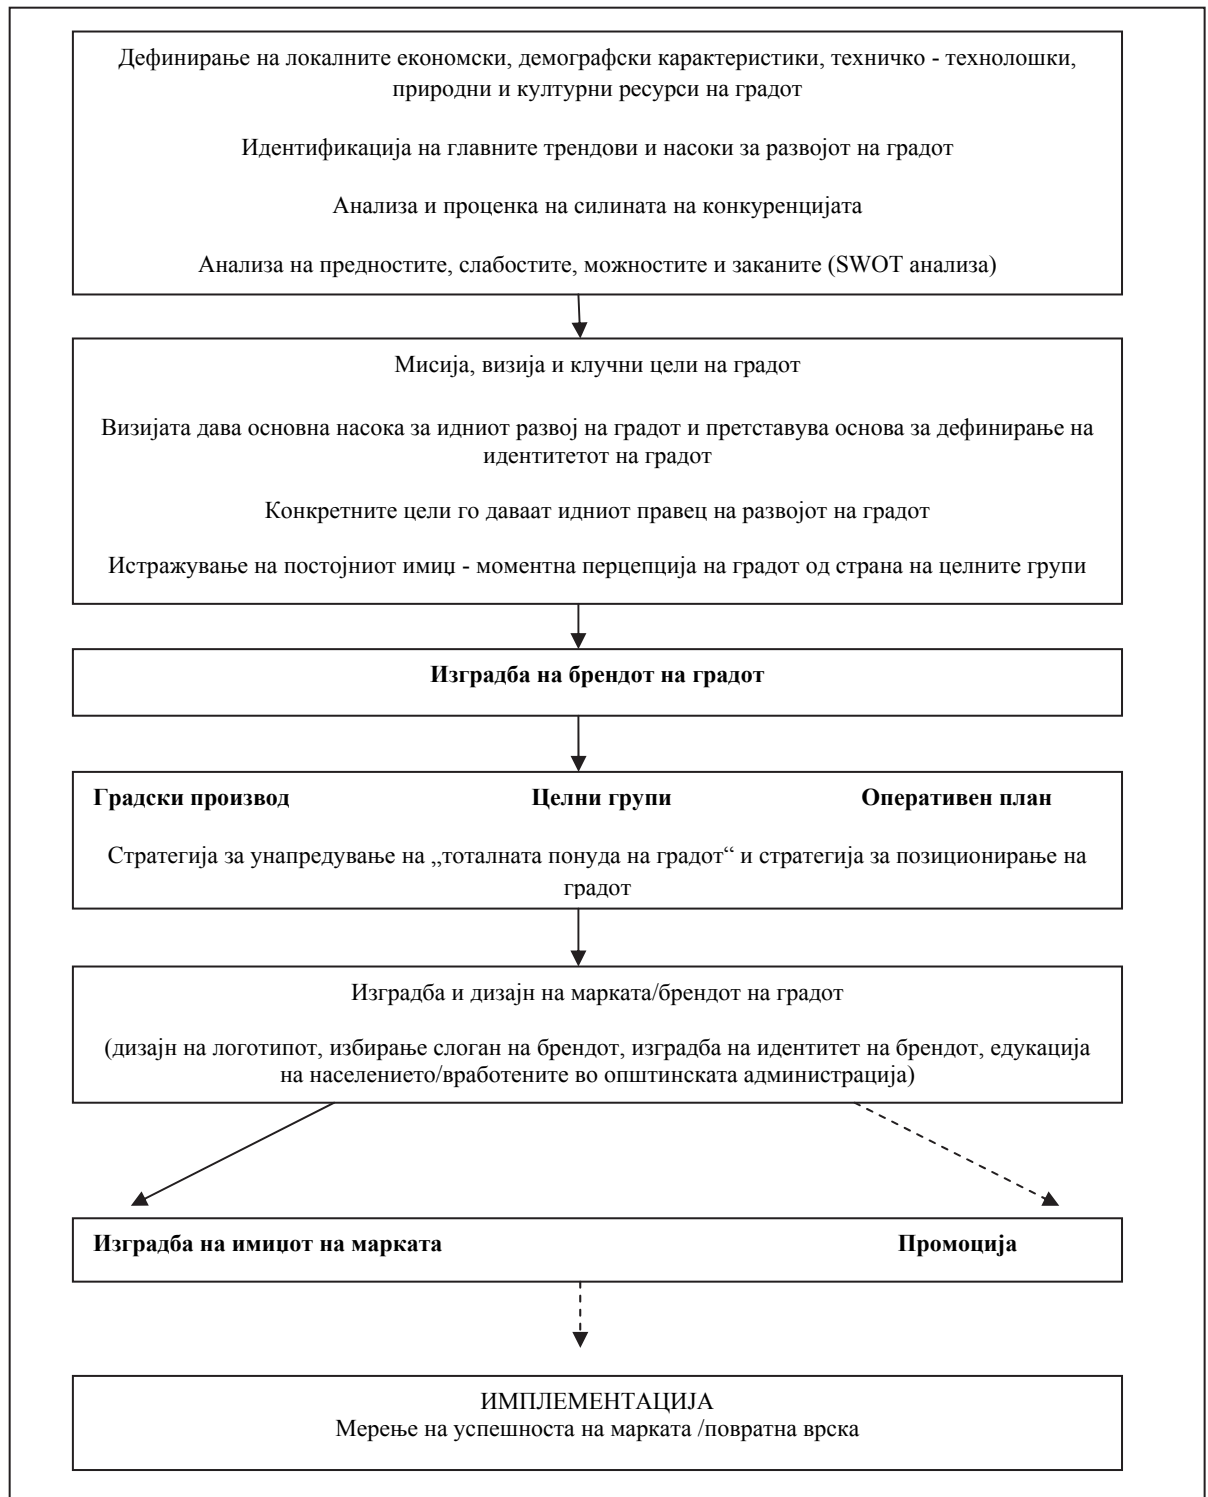 Дефинирање на локалните економски, демографски карактеристики, техничко - технолошки,
природни и културни ресурси на градот
Идентификација на главните трендови и насоки за развојот на градот
Анализа и проценка на силината на конкуренцијата
Анализа на предностите, слабостите, можностите и заканите (SWOT анализа)
Мисија, визија и клучни цели на градот
Визијата дава основна насока за идниот развој на градот и претставува основа за дефинирање на
идентитетот на градот
Конкретните цели го даваат идниот правец на развојот на градот
Истражување на постојниот имиџ - моментна перцепција на градот од страна на целните групи
Изградба на брендот на градот
Градски производ Целни групи Оперативен план
Стратегија за унапредување на „тоталната понуда на градот“ и стратегија за позиционирање на
градот
Изградба и дизајн на марката/брендот на градот
(дизајн на логотипот, избирање слоган на брендот, изградба на идентитет на брендот, едукација
на населението/вработените во општинската администрација)
Изградба на имиџот на марката Промоција
ИМПЛЕМЕНТАЦИЈА
Мерење на успешноста на марката /повратна врска